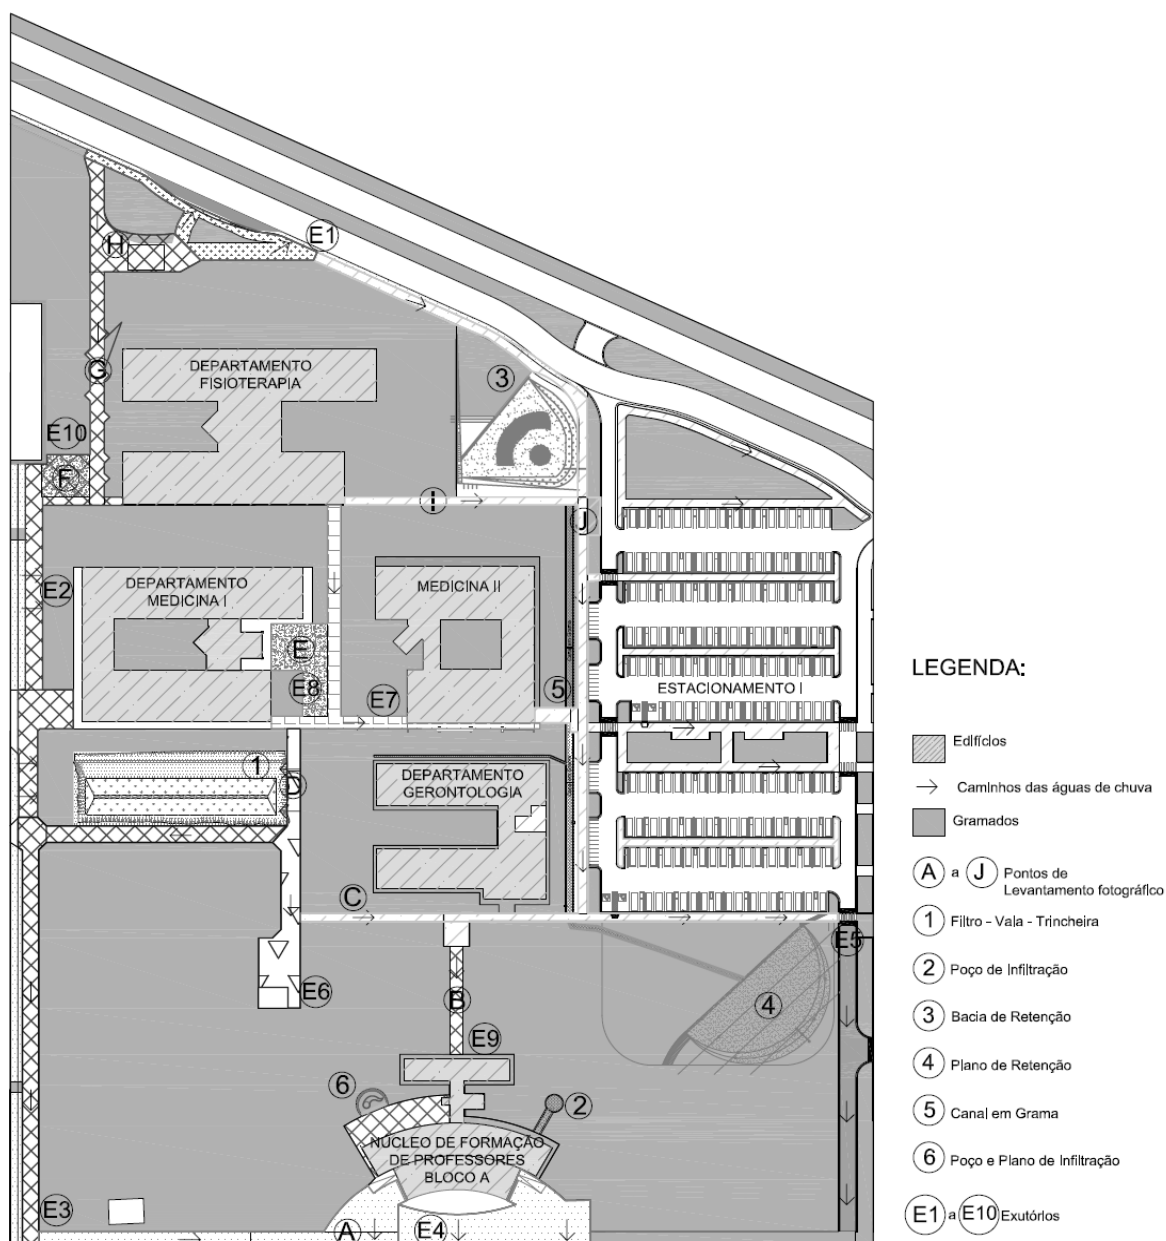 E1
H
G
DEPARTAMENTO
FISIOTERAPIA
3
E10
F
I
J
E2
DEPARTAMENTO
MEDICINA I
MEDICINA II
E
E8
E7
5
ESTACIONAMENTO I
1
D
DEPARTAMENTO
GERONTOLOGIA
C
E5
E6
B
4
E9
6
2
NÚCLEO DE FORMAÇÃO
DE PROFESSORES
BLOCO A
E3
A
E4
LEGENDA:
Edifícios
Caminhos das águas de chuva
Gramados
A a J Pontos de
Levantamento fotográfico
1 Filtro - Vala - Trincheira
2 Poço de Infiltração
3 Bacia de Retenção
4 Plano de Retenção
5 Canal em Grama
6 Poço e Plano de Infiltração
E1 a E10 Exutórios